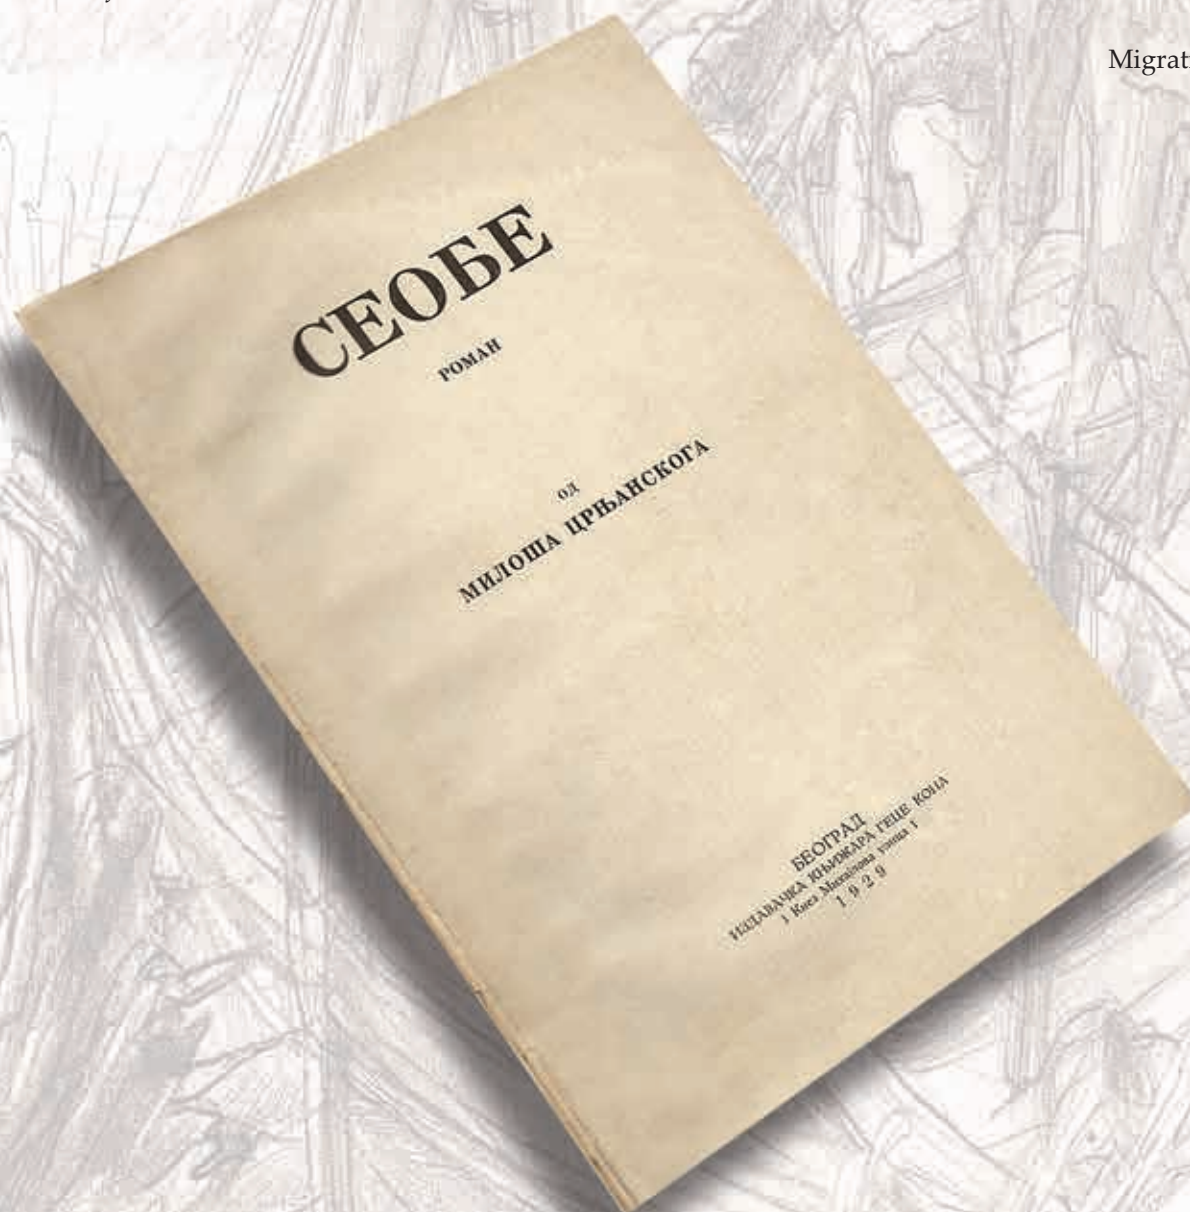 Migrat
СЕОБЕ
РОМАН
ОД
МИЛОША ЦРЊАНСКОГА
БЕОГРАД
ИЗДАВАЧКА КЊИЖАРА ГЕЦЕ КОНА
1 Кнез Михаилова улица 1
1929